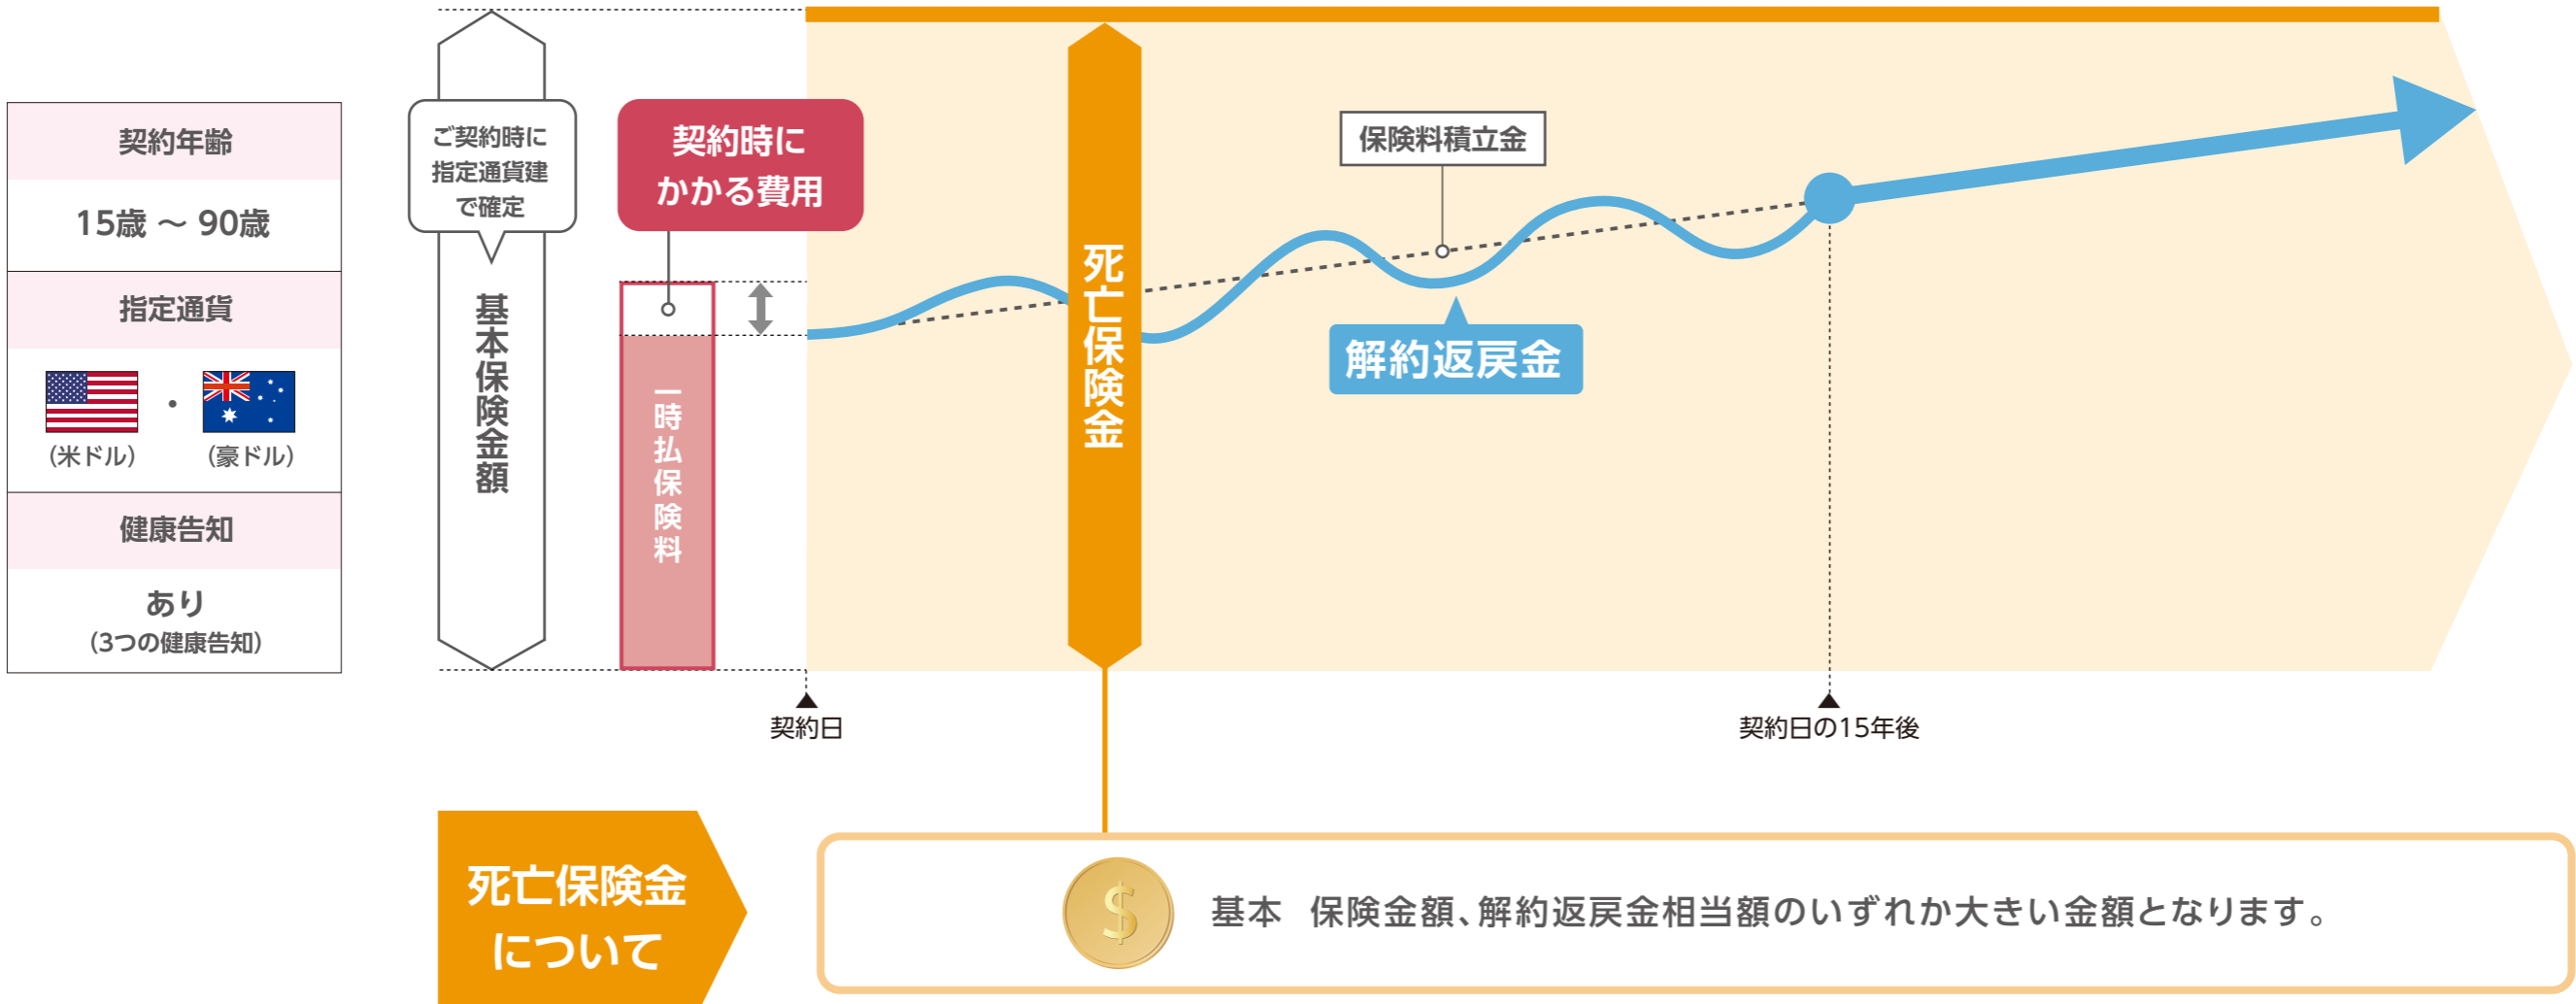 契約年齢
15歳 ～ 90歳
指定通貨
・
（米ドル）
（豪ドル）
健康告知
あり
（3つの健康告知）
ご契約時に
指定通貨建
で確定
基本保険金額
契約時に
かかる費用
一時払保険料
死亡保険金
保険料積立金
解約返戻金
契約日
契約日の15年後
死亡保険金
について
$
基本 保険金額、解約返戻金相当額のいずれか大きい金額となります。